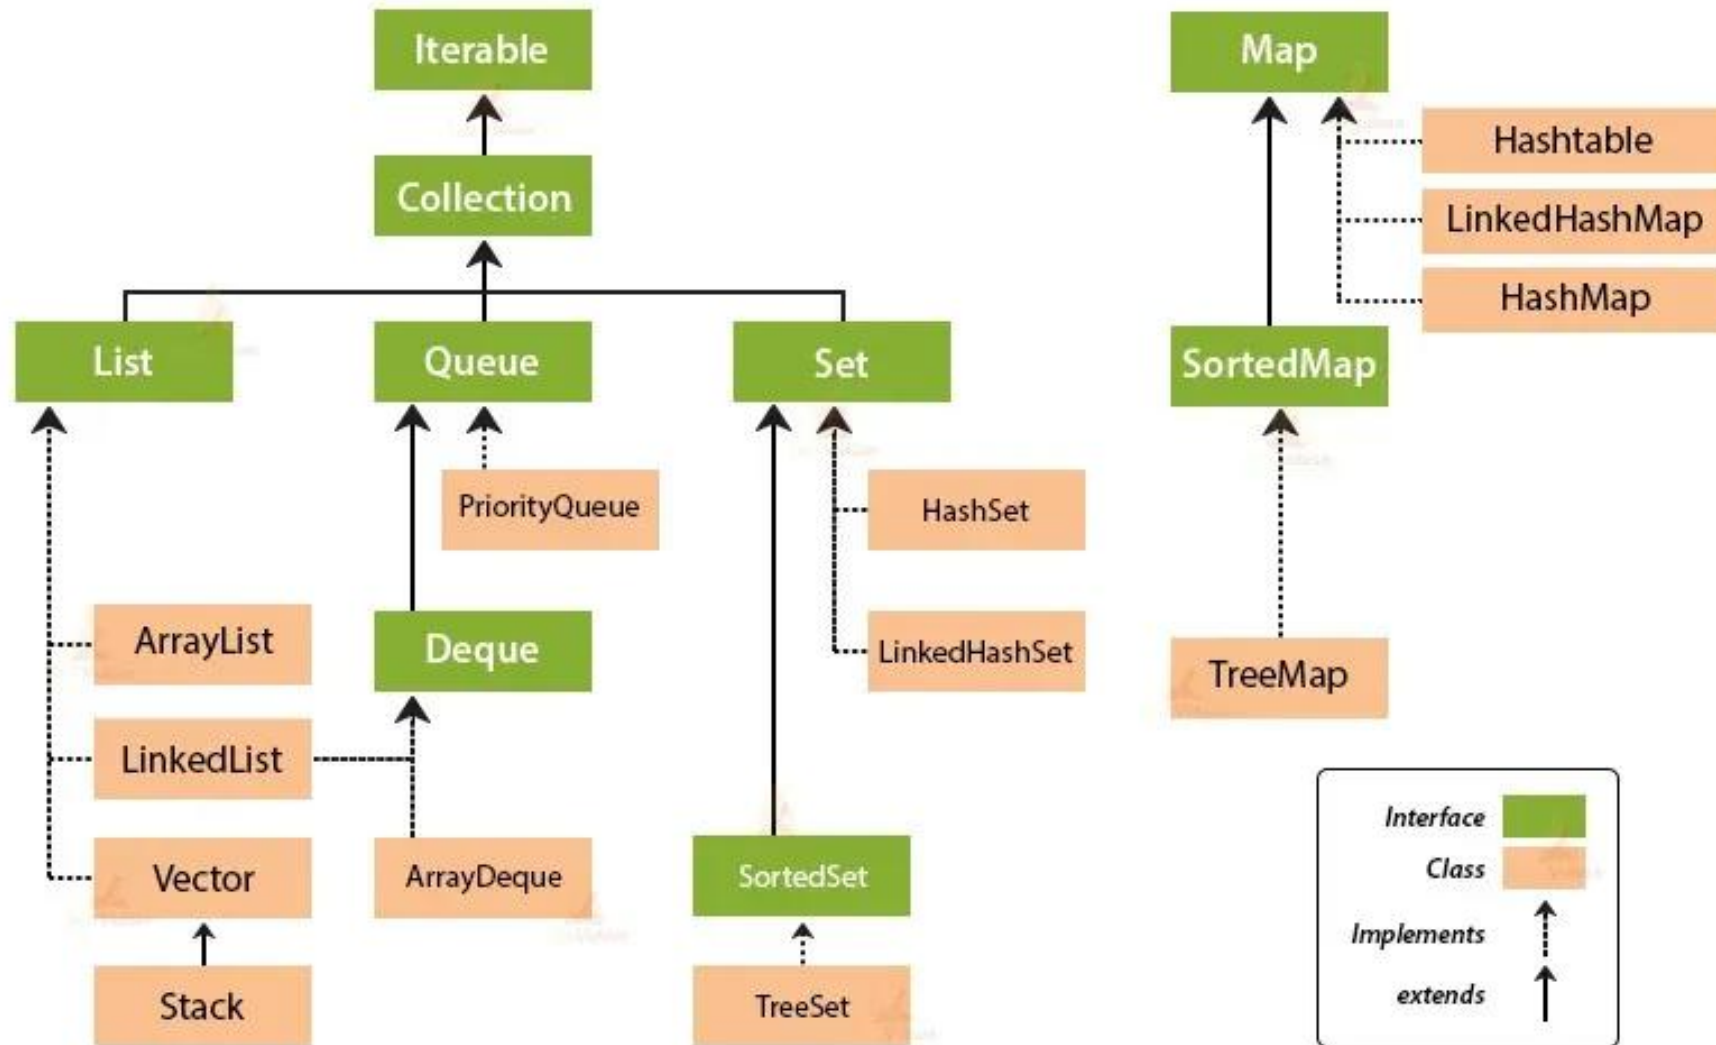 Iterable
Map
Hashtable
Collection
LinkedHashMap
HashMap
List
Queue
Set
SortedMap
PriorityQueue
HashSet
ArrayList
Deque
LinkedHashSet
TreeMap
LinkedList
Vector
ArrayDeque
SortedSet
Stack
TreeSet
Interface
Class
Implements
extends